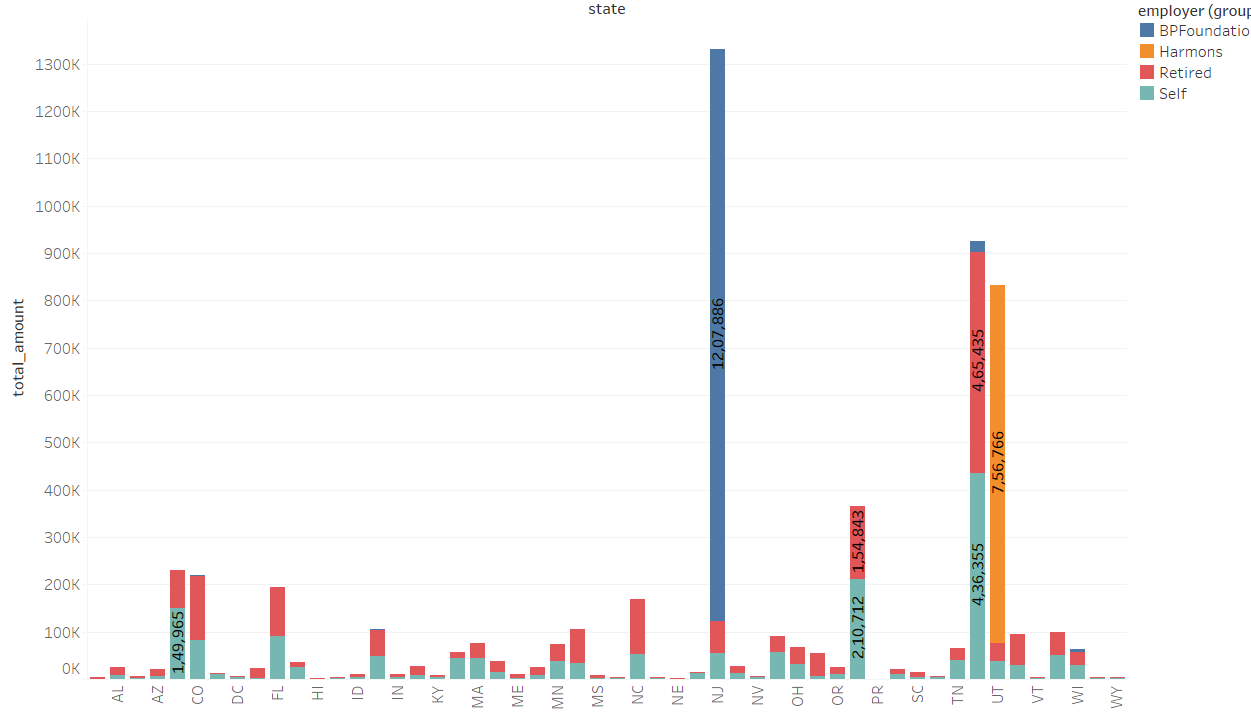 state
employer (group
BPFoundatio
Harmons
Retired
Self
total_amount
1300K
1200K
1100K
1000K
900K
800K
700K
600K
500K
400K
300K
200K
100K
0K
1,49,965
12,07,886
2,10,712
1,54,843
4,36,355
4,65,435
7,56,766
AL
AZ
CO
DC
FL
HI
ID
IN
KY
MA
ME
MN
MS
NC
NE
NJ
NV
OH
OR
PR
SC
TN
UT
VT
WI
WY